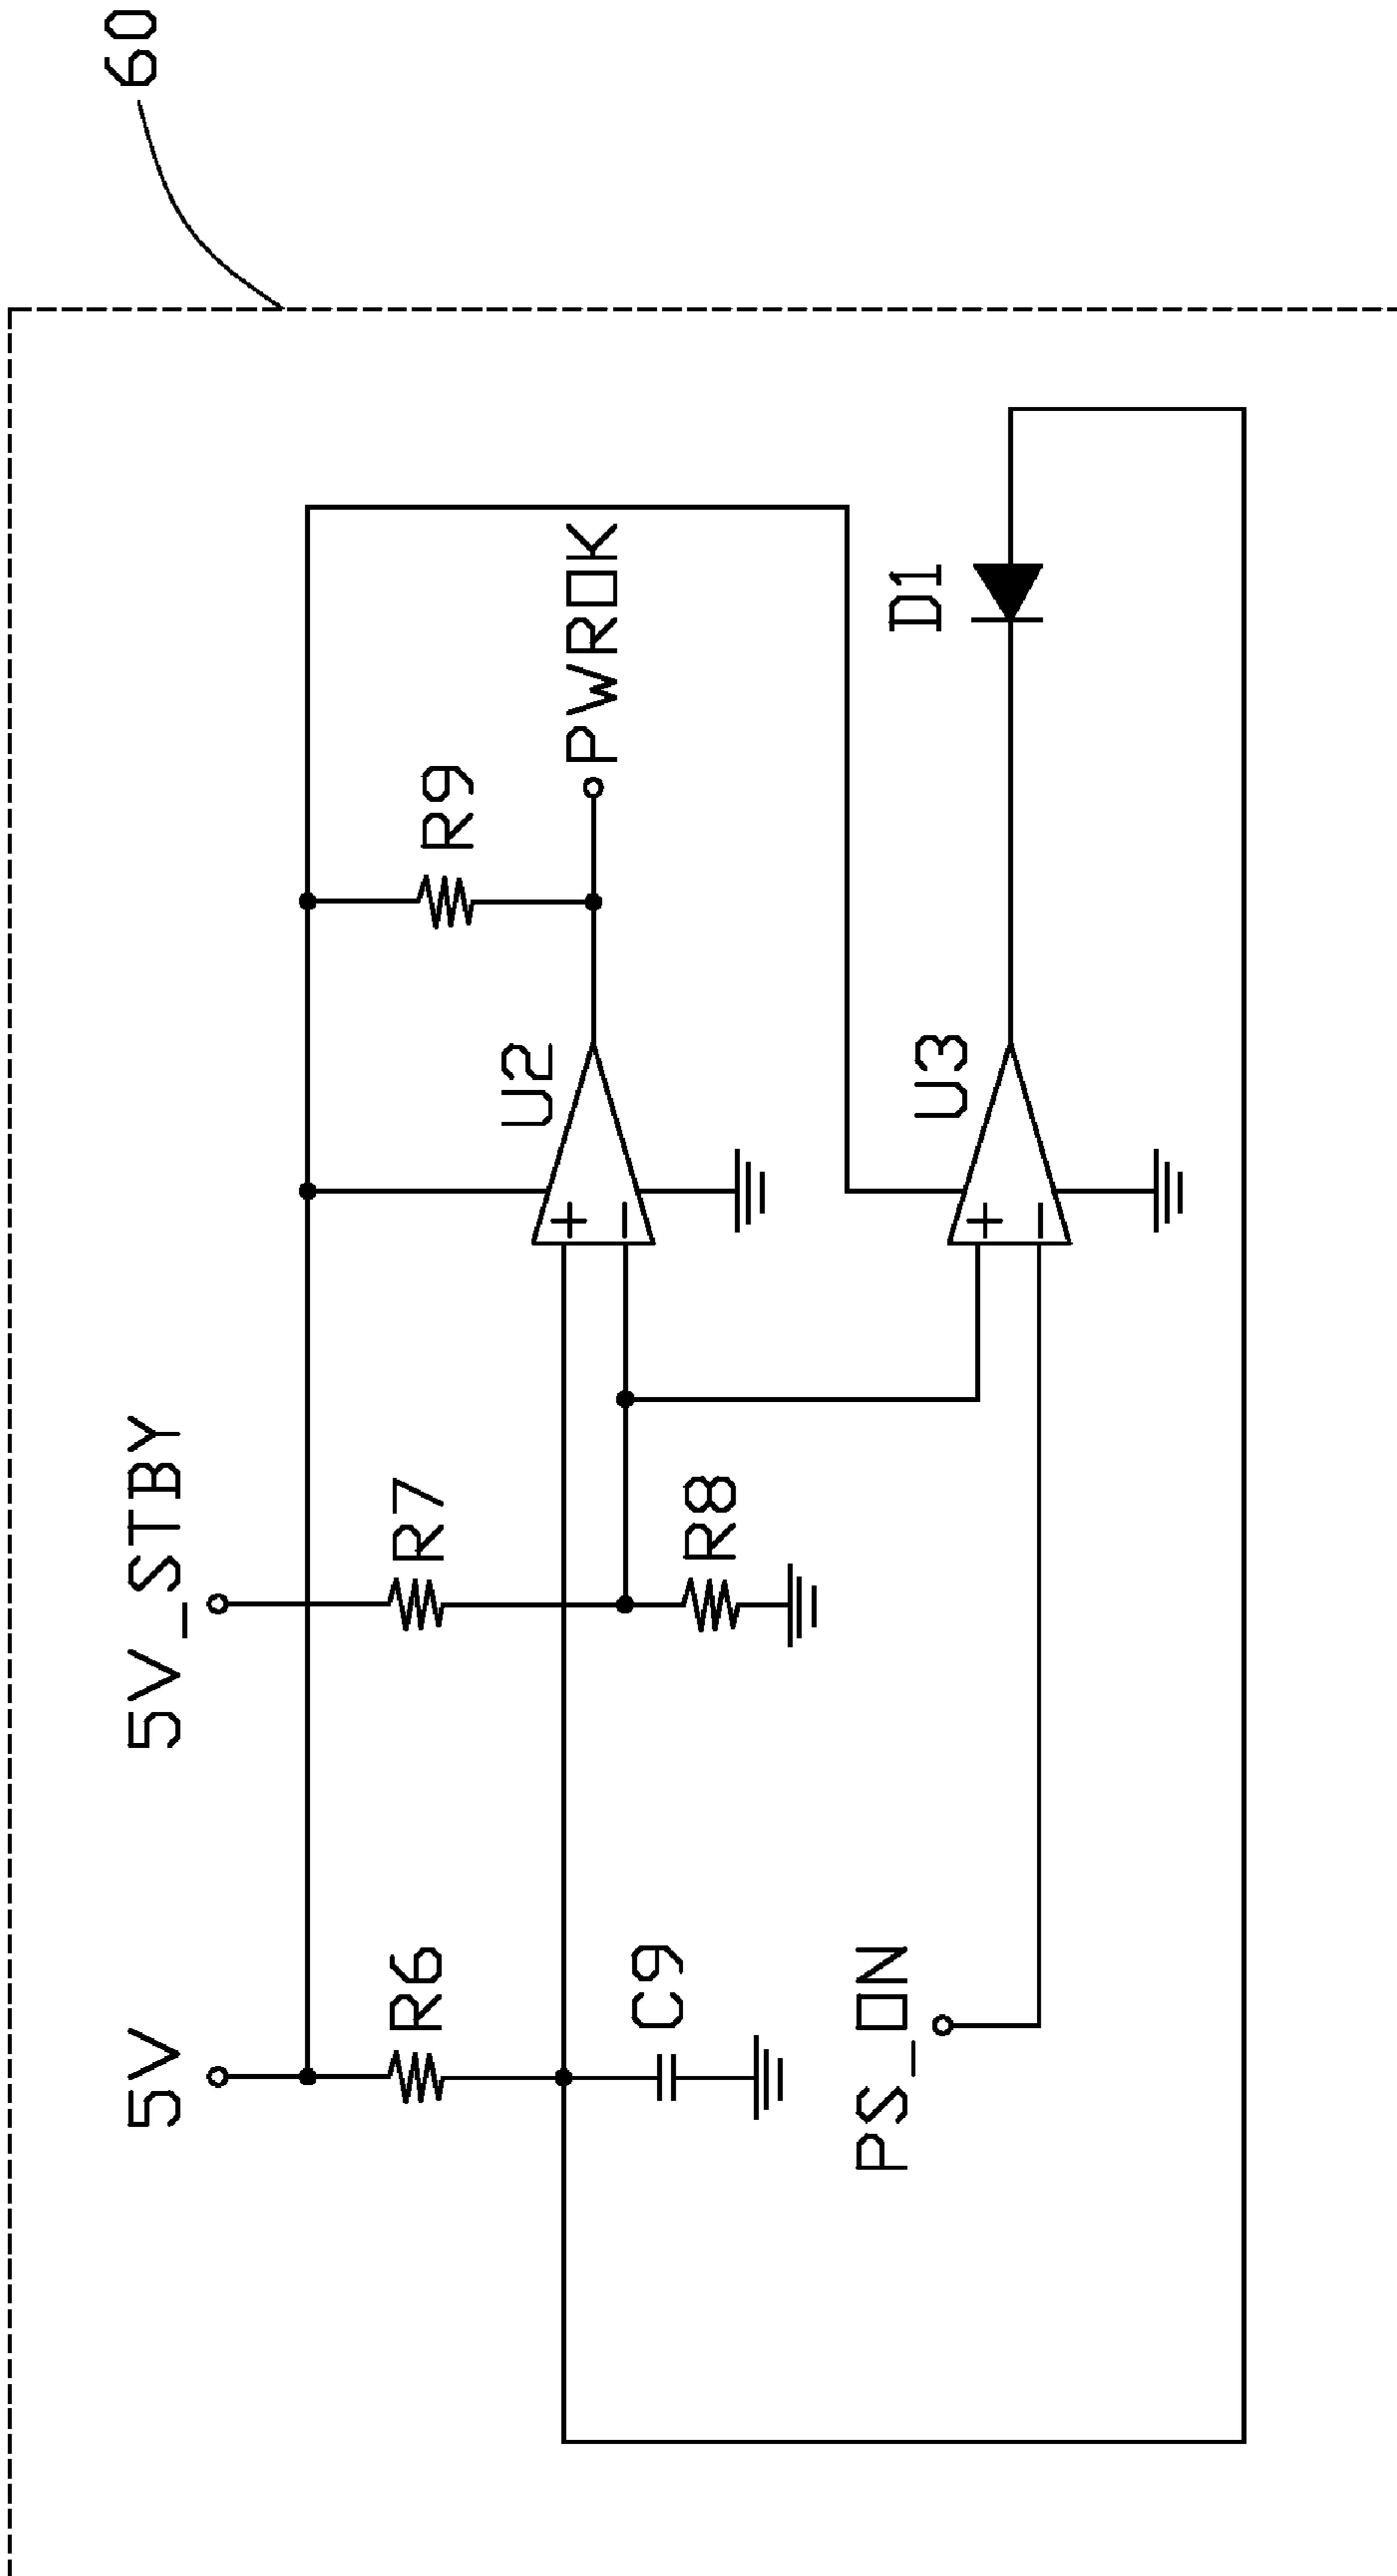 60
5V
5V_STBY
R6
R7
R9
U2
PWROK
C9
R8
D1
PS_ON
U3